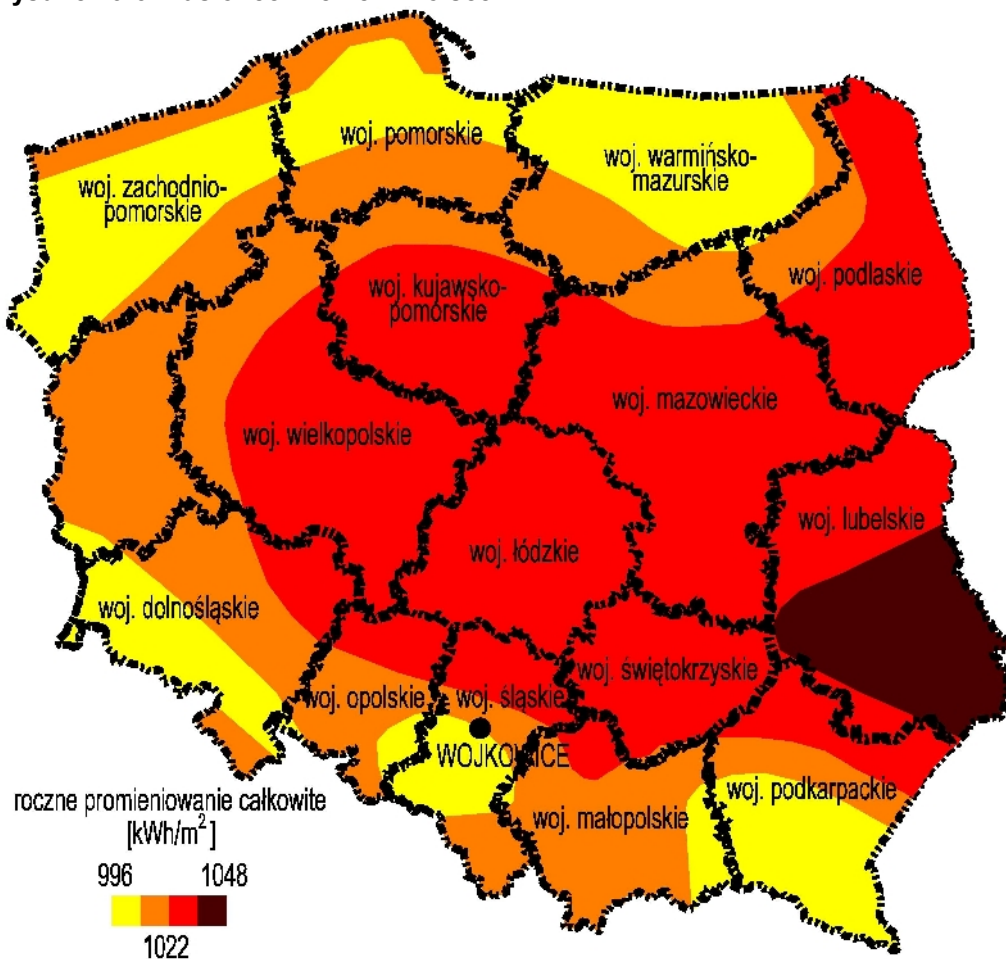 woj. pomorskie
woj. warmińsko-
mazurskie
woj. zachodnio-
pomorskie
woj. podlaskie
woj. kujawsko-
pomorskie
woj. mazowieckie
woj. wielkopolskie
woj. lubelskie
woj. łódzkie
woj. dolnośląskie
woj. świętokrzyskie
woj. opolskie
woj. śląskie
WOJKOWICE
woj. podkarpackie
woj. małopolskie
roczne promieniowanie całkowite
[kWh/m²]
996 1048
1022